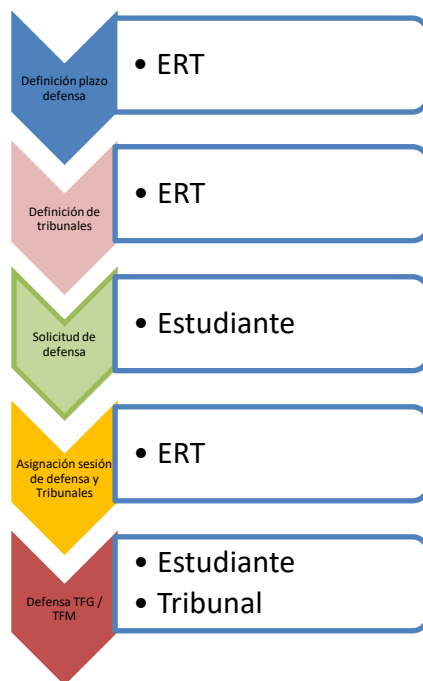 Definición plazo
defensa
• ERT
Definición de
tribunales
• ERT
Solicitud de
defensa
• Estudiante
Asignación sesión
de defensa y
Tribunales
• ERT
Defensa TFG /
TFM
• Estudiante
• Tribunal